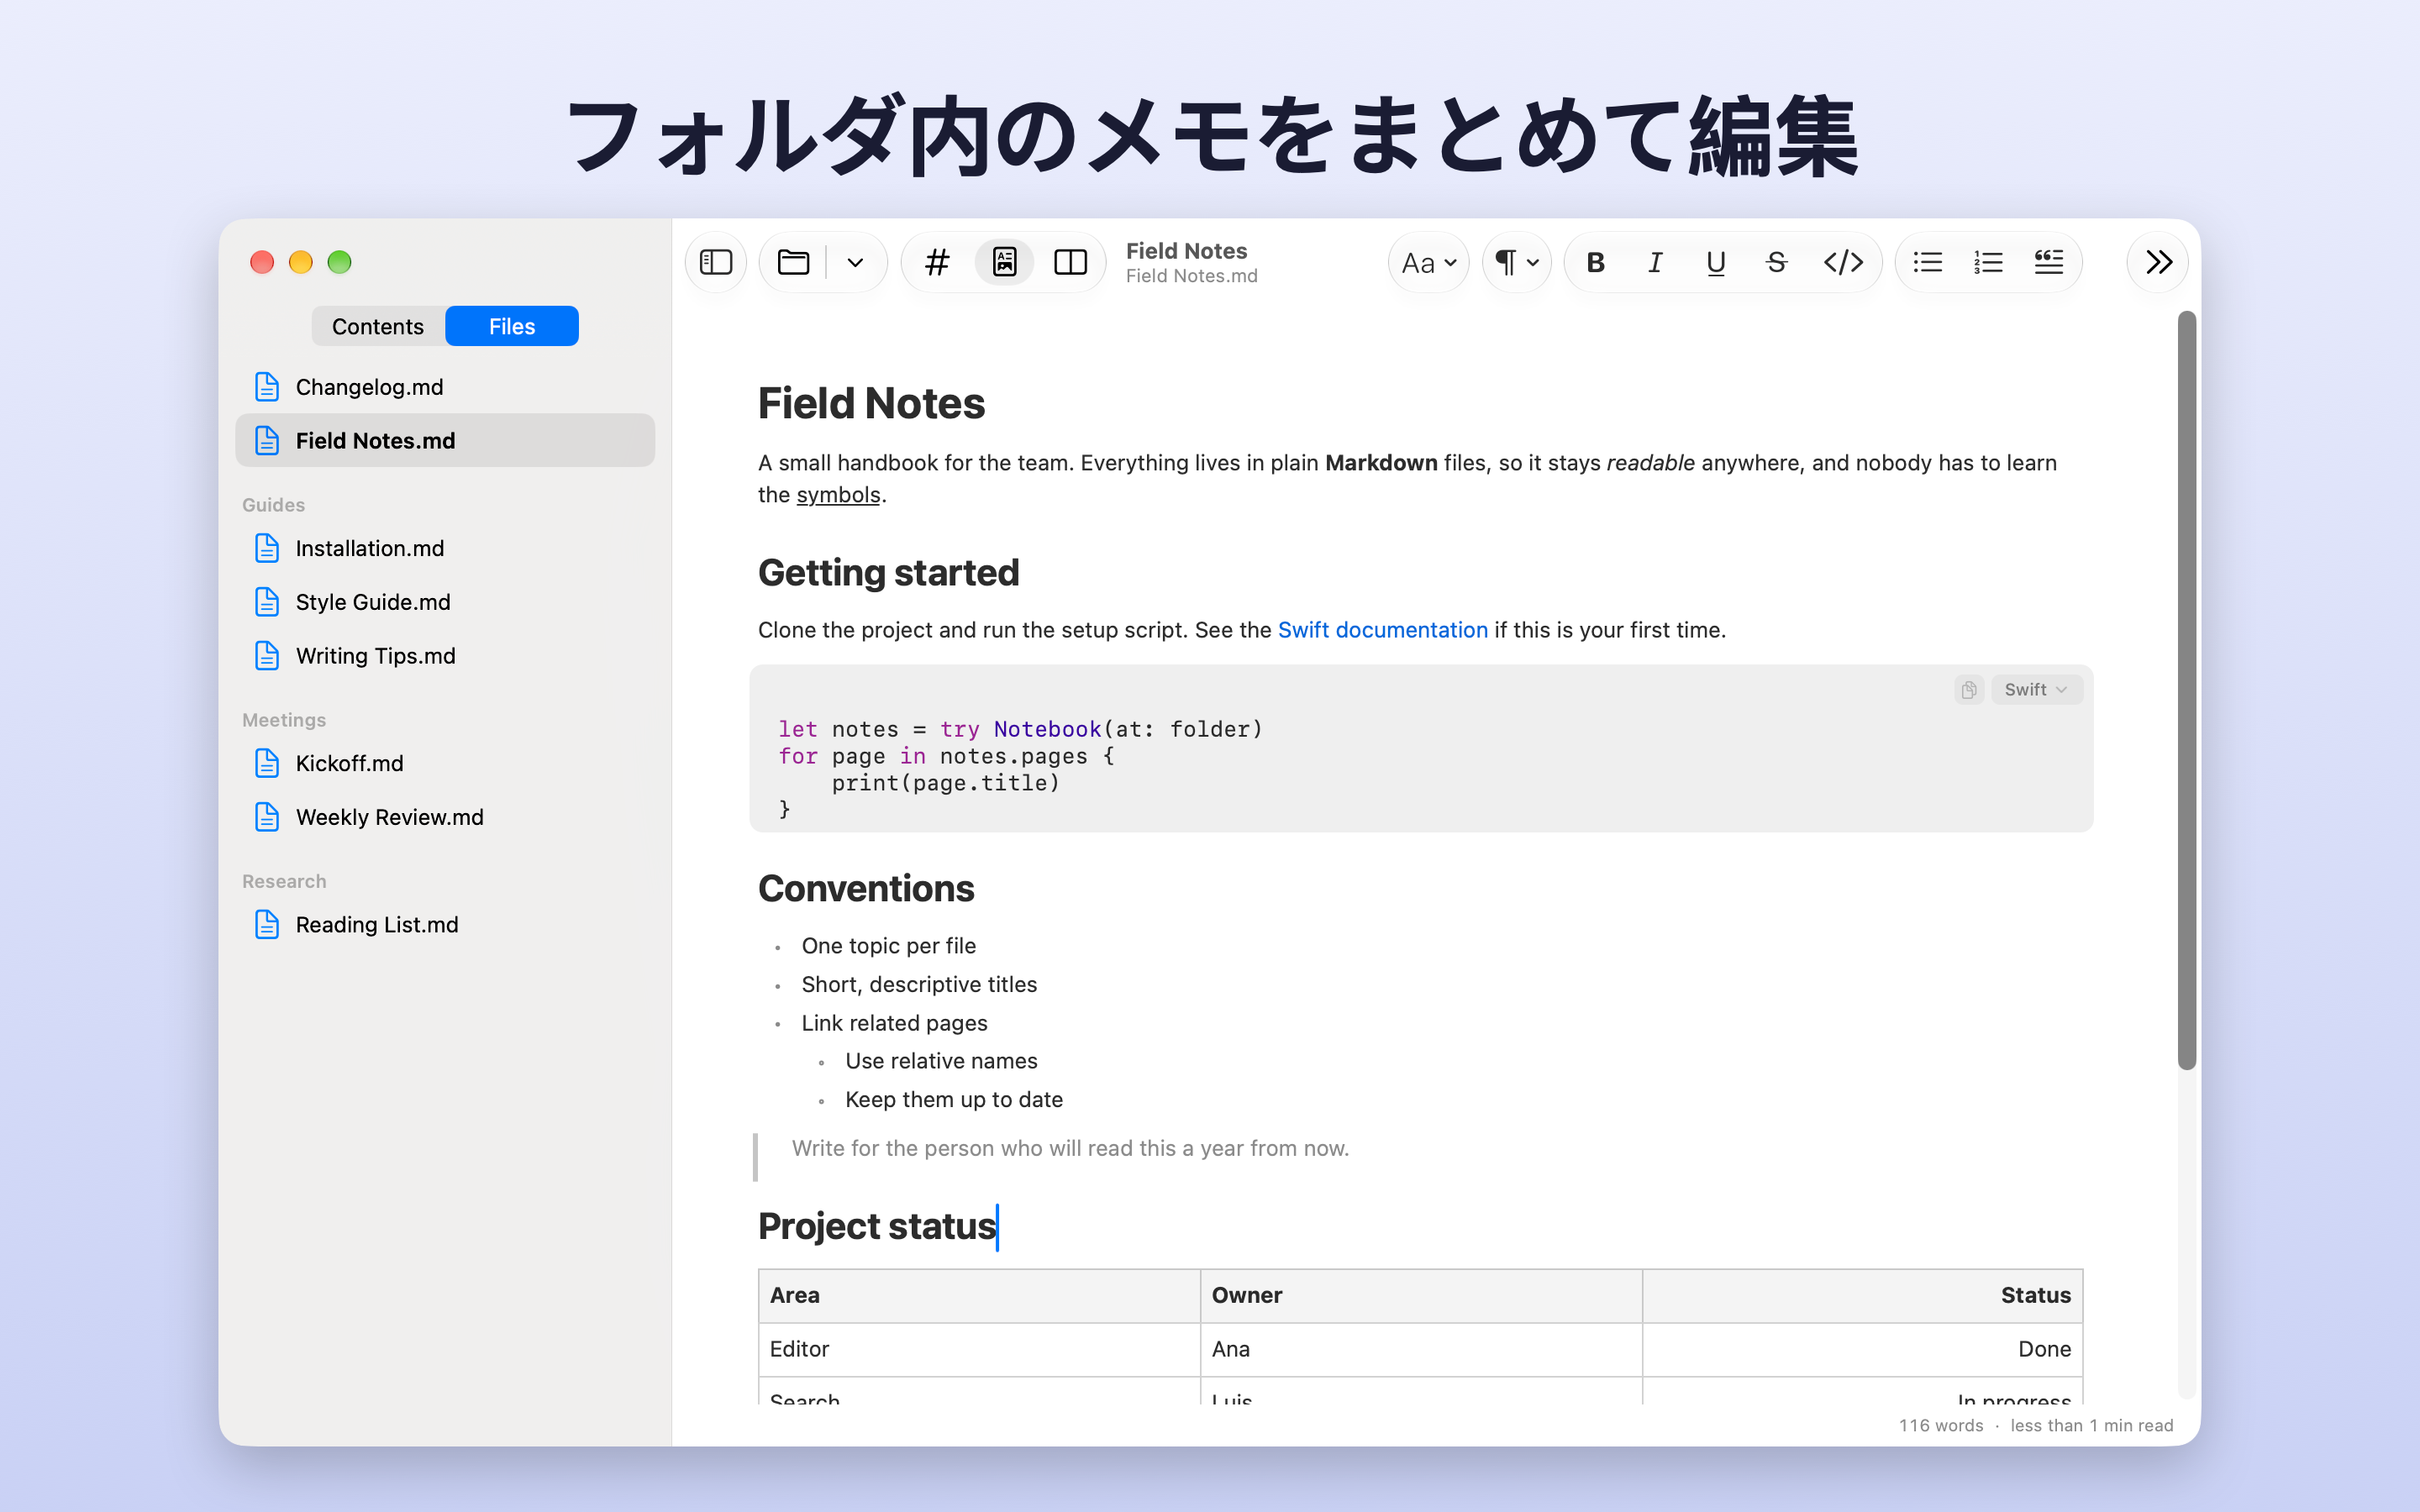 フォルダ内のメモをまとめて編集
Contents
Files
Changelog.md
Field Notes.md
Guides
Installation.md
Style Guide.md
Writing Tips.md
Meetings
Kickoff.md
Weekly Review.md
Research
Reading List.md
Field Notes
Field Notes.md
Aa
B I U S </>
Field Notes
A small handbook for the team. Everything lives in plain Markdown files, so it stays readable anywhere, and nobody has to learn
the symbols.
Getting started
Clone the project and run the setup script. See the Swift documentation if this is your first time.
Swift
let notes = try Notebook(at: folder)
for page in notes.pages {
    print(page.title)
}
Conventions
• One topic per file
• Short, descriptive titles
• Link related pages
◦ Use relative names
◦ Keep them up to date
Write for the person who will read this a year from now.
Project status
Area Owner Status
Editor Ana Done
Search Luis In progress
116 words · less than 1 min read